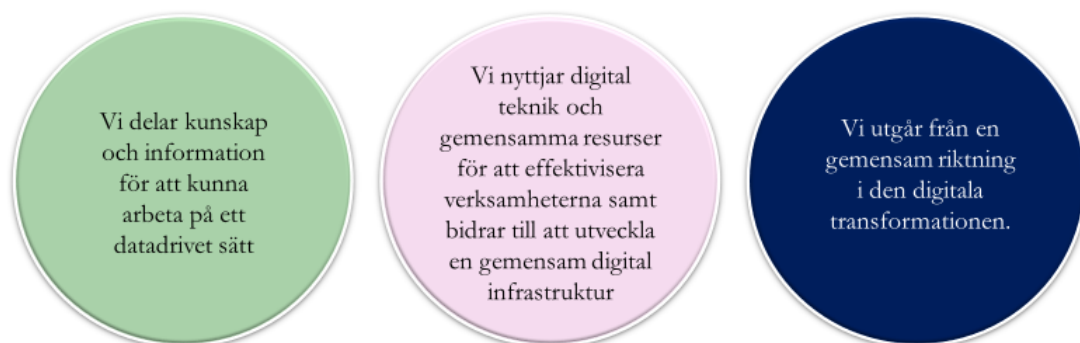 Vi delar kunskap
och information
för att kunna
arbeta på ett
datadrivet sätt
Vi nyttjar digital
teknik och
gemensamma resurser
för att effektivisera
verksamheterna samt
bidrar till att utveckla
en gemensam digital
infrastruktur
Vi utgår från en
gemensam riktning
i den digitala
transformationen.